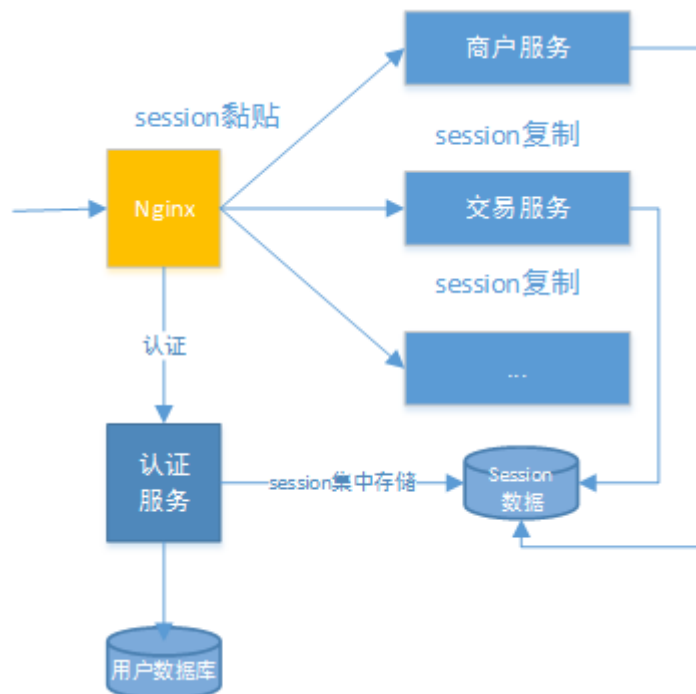 商户服务
session黏贴
session复制
Nginx
交易服务
session复制
认证
...
认证
服务
session集中存储
Session
数据
用户数据库